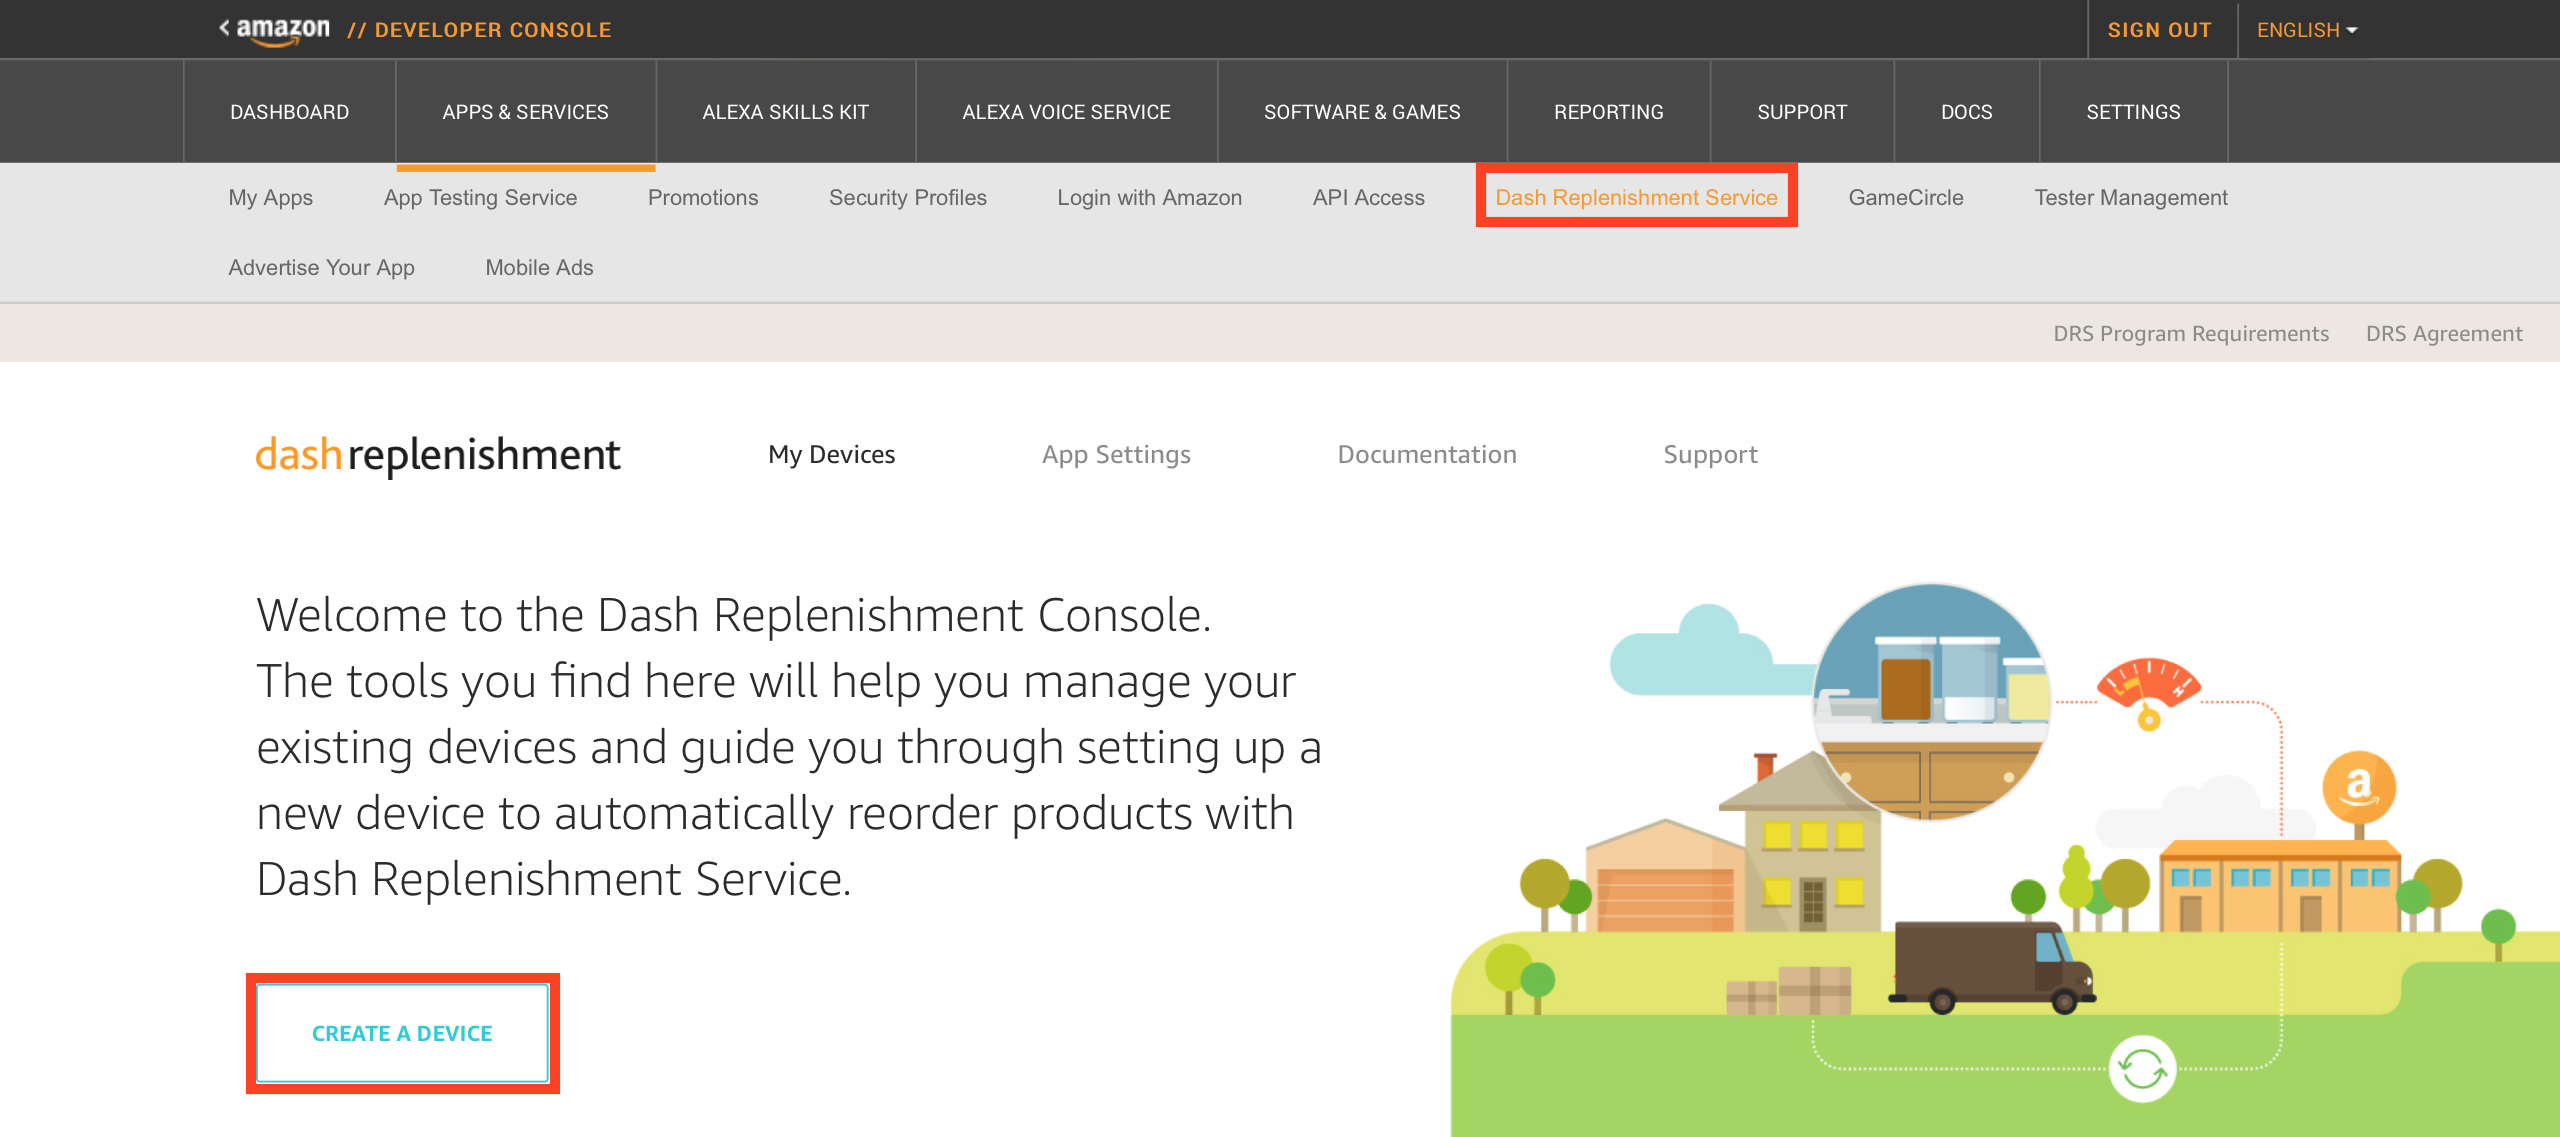 amazon // DEVELOPER CONSOLE SIGN OUT ENGLISH
DASHBOARD APPS & SERVICES ALEXA SKILLS KIT ALEXA VOICE SERVICE SOFTWARE & GAMES REPORTING SUPPORT DOCS SETTINGS
My Apps App Testing Service Promotions Security Profiles Login with Amazon API Access Dash Replenishment Service GameCircle Tester Management
Advertise Your App Mobile Ads
DRS Program Requirements DRS Agreement
dash replenishment My Devices App Settings Documentation Support
Welcome to the Dash Replenishment Console.
The tools you find here will help you manage your
existing devices and guide you through setting up a
new device to automatically reorder products with
Dash Replenishment Service.
L H
a
CREATE A DEVICE